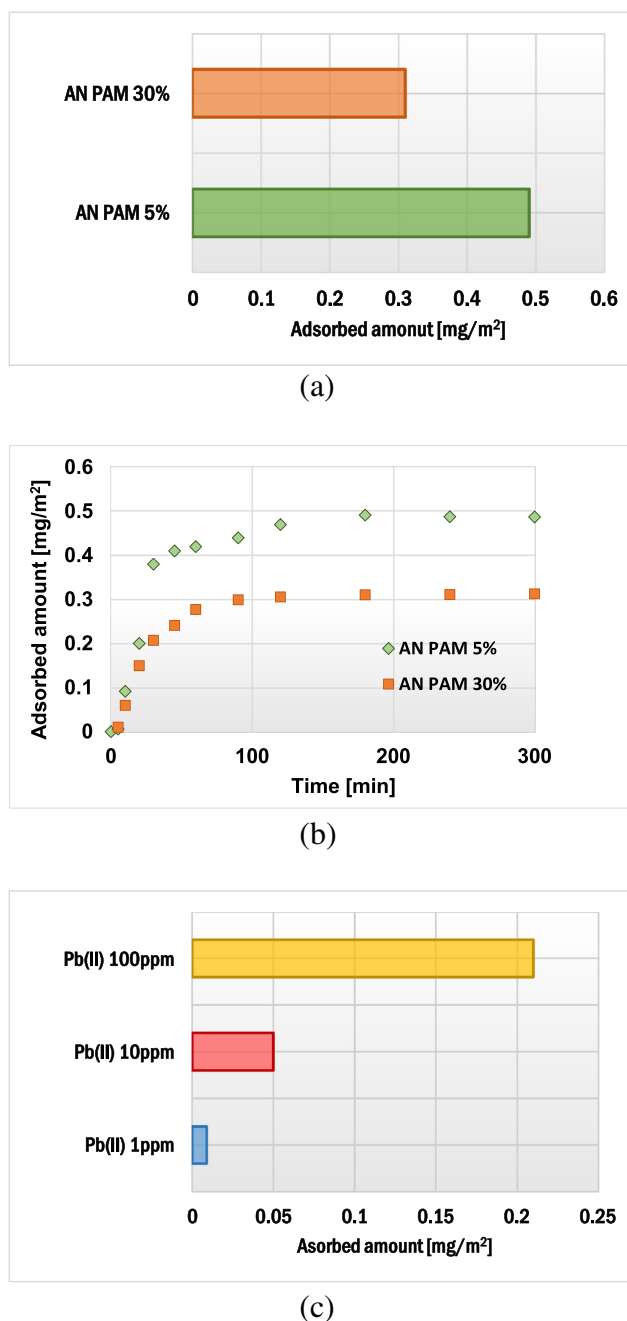 AN PAM 30%
AN PAM 5%
0 0.1 0.2 0.3 0.4 0.5 0.6
Adsorbed amonut [mg/m²]
(a)
0.6
0.5
0.4
0.3
0.2
0.1
0
Adsorbed amount [mg/m²]
AN PAM 5%
AN PAM 30%
0 100 200 300
Time [min]
(b)
Pb(II) 100ppm
Pb(II) 10ppm
Pb(II) 1ppm
0 0.05 0.1 0.15 0.2 0.25
Asorbed amount [mg/m²]
(c)